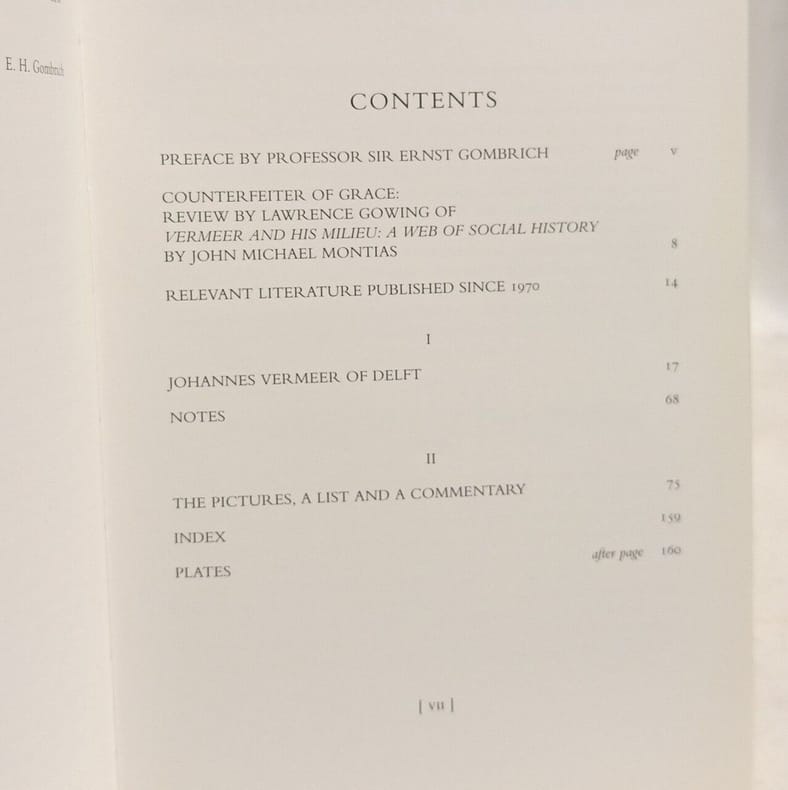 E. H. Gombrich
CONTENTS
PREFACE BY PROFESSOR SIR ERNST GOMBRICH page v
COUNTERFEITER OF GRACE:
REVIEW BY LAWRENCE GOWING OF
VERMEER AND HIS MILIEU: A WEB OF SOCIAL HISTORY
BY JOHN MICHAEL MONTIAS 8
RELEVANT LITERATURE PUBLISHED SINCE 1970 14
I
JOHANNES VERMEER OF DELFT 17
NOTES 68
II
THE PICTURES, A LIST AND A COMMENTARY 75
INDEX 159
PLATES after page 160
[ vii ]